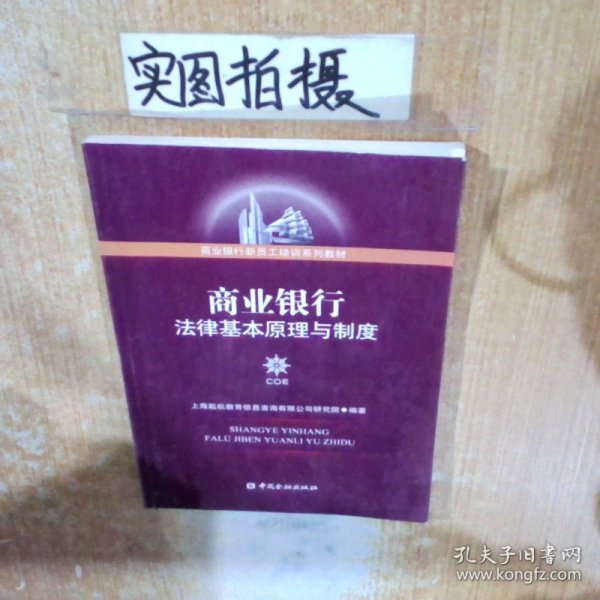 实图拍摄
商业银行新员工培训系列教材
商业银行
法律基本原理与制度
COE
上海起航教育信息咨询有限公司研究院◆编著
SHANGYE YINHANG
FALÜ JIBEN YUANLI YU ZHIDU
中国金融出版社
孔夫子旧书网
www.kongfz.com